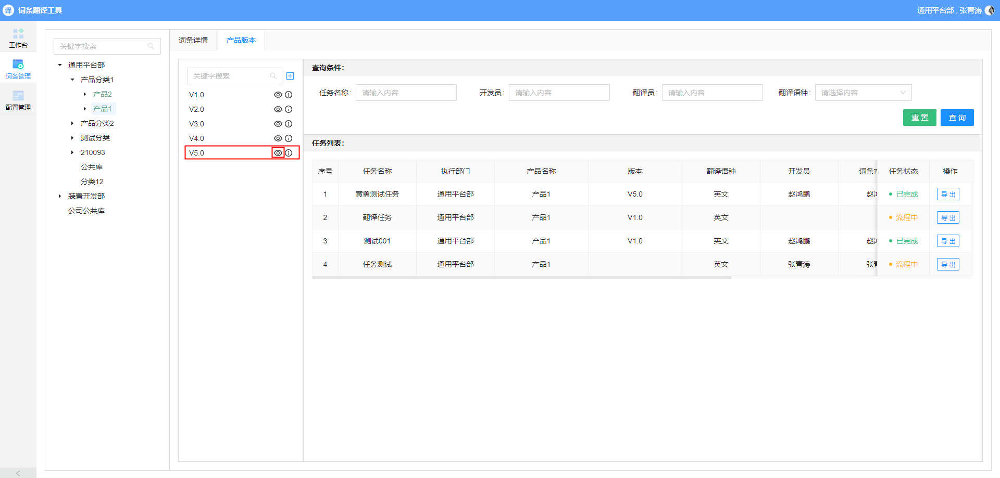 译 词条翻译工具
通用平台部 , 张青涛
工作台
词条管理
配置管理
关键字搜索
通用平台部
产品分类1
产品2
产品1
产品分类2
测试分类
210093
公共库
分类12
装置开发部
公司公共库
词条详情 产品版本
关键字搜索
V1.0
V2.0
V3.0
V4.0
V5.0
查询条件：
任务名称： 请输入内容 开发员： 请输入内容 翻译员： 请输入内容 翻译语种： 请选择内容
重 置 查 询
任务列表：
序号 任务名称 执行部门 产品名称 版本 翻译语种 开发员 词条 任务状态 操作
1 黄勇测试任务 通用平台部 产品1 V5.0 英文 赵鸿鹏 赵 已完成 导 出
2 翻译任务 通用平台部 产品1 V1.0 英文 流程中 导 出
3 测试001 通用平台部 产品1 V1.0 英文 赵鸿鹏 赵 已完成 导 出
4 任务测试 通用平台部 产品1 英文 张青涛 张 流程中 导 出